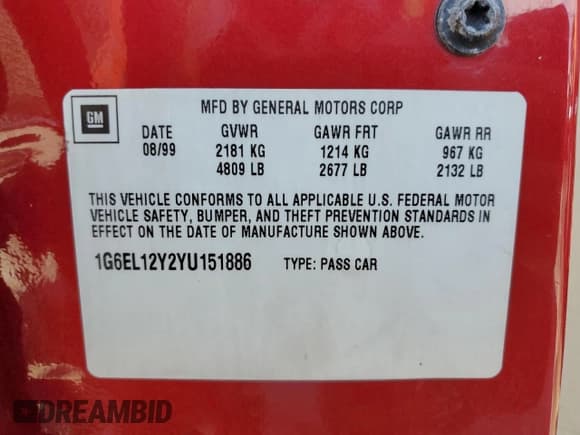 GM
MFD BY GENERAL MOTORS CORP
DATE GVWR GAWR FRT GAWR RR
08/99 2181 KG 1214 KG 967 KG
4809 LB 2677 LB 2132 LB
THIS VEHICLE CONFORMS TO ALL APPLICABLE U.S. FEDERAL MOTOR
VEHICLE SAFETY, BUMPER, AND THEFT PREVENTION STANDARDS IN
EFFECT ON THE DATE OF MANUFACTURE SHOWN ABOVE.
1G6EL12Y2YU151886 TYPE: PASS CAR
DREAMBID